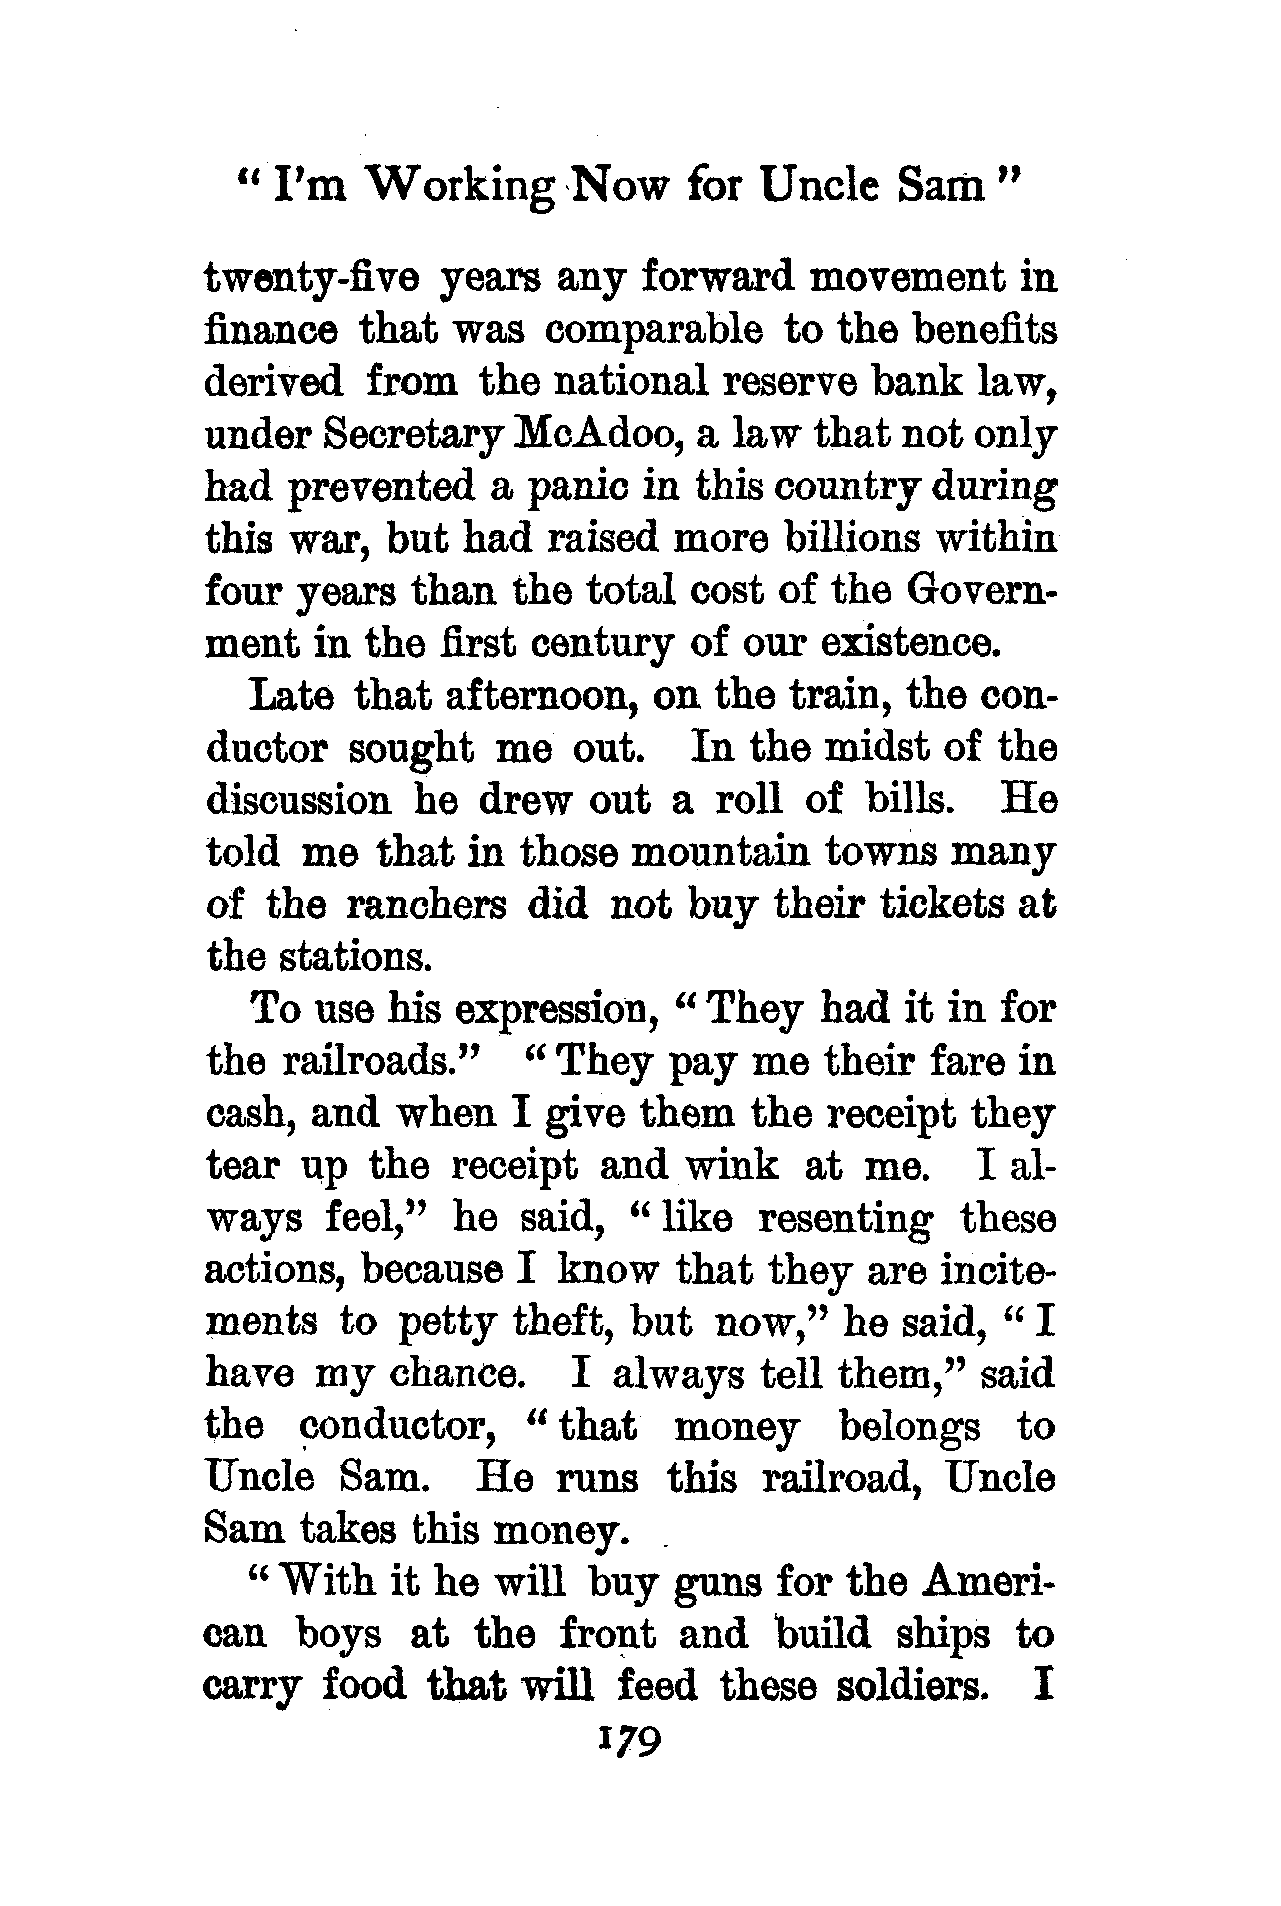 “ I’m Working Now for Uncle Sam ”
twenty-five years any forward movement in
finance that was comparable to the benefits
derived from the national reserve bank law,
under Secretary McAdoo, a law that not only
had prevented a panic in this country during
this war, but had raised more billions within
four years than the total cost of the Govern-
ment in the first century of our existence.
Late that afternoon, on the train, the con-
ductor sought me out. In the midst of the
discussion he drew out a roll of bills. He
told me that in those mountain towns many
of the ranchers did not buy their tickets at
the stations.
To use his expression, “ They had it in for
the railroads.” “ They pay me their fare in
cash, and when I give them the receipt they
tear up the receipt and wink at me. I al-
ways feel,” he said, “ like resenting these
actions, because I know that they are incite-
ments to petty theft, but now,” he said, “ I
have my chance. I always tell them,” said
the conductor, “ that money belongs to
Uncle Sam. He runs this railroad, Uncle
Sam takes this money.
“ With it he will buy guns for the Ameri-
can boys at the front and build ships to
carry food that will feed these soldiers. I
179